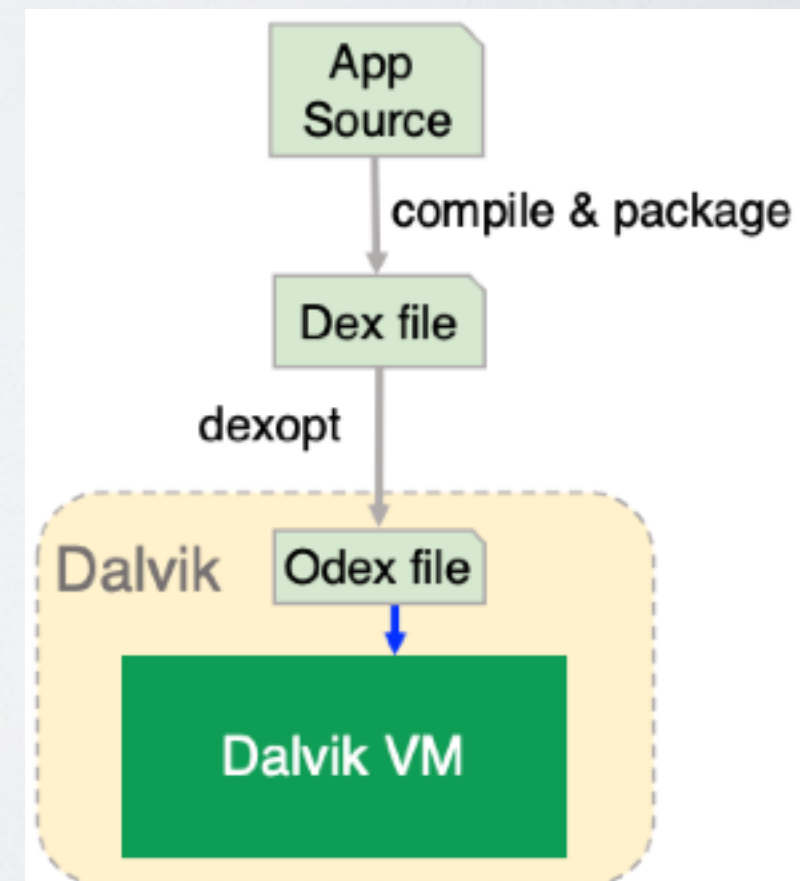 App
Source
compile & package
Dex file
dexopt
Dalvik
Odex file
Dalvik VM